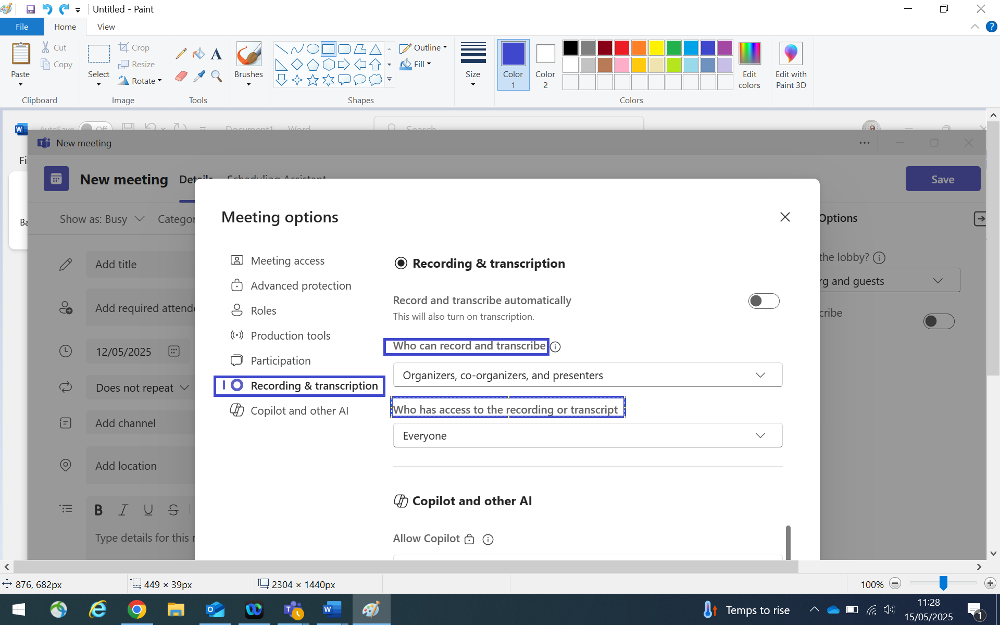 Untitled - Paint
File Home View
Paste
Cut
Copy
Clipboard
Select
Crop
Resize
Rotate
Image
Tools
Brushes
Shapes
Outline
Fill
Size
Color 1
Color 2
Edit colors
Colors
Edit with Paint 3D
AutoSave Off Document1 - Word Search
New meeting
Fi
New meeting Details Scheduling Assistant Save
Meeting options
Show as: Busy Categor
Options
Ba
Meeting access
Advanced protection
Roles
Production tools
Participation
Recording & transcription
Copilot and other AI
Recording & transcription
Record and transcribe automatically
This will also turn on transcription.
Who can record and transcribe
Organizers, co-organizers, and presenters
Who has access to the recording or transcript
Everyone
Copilot and other AI
Allow Copilot
the lobby?
rg and guests
cribe
Add title
Add required attende
12/05/2025
Does not repeat
Add channel
Add location
B I U S
Type details for this
876, 682px 449 × 39px 2304 × 1440px 100%
Temps to rise
11:28
15/05/2025
1